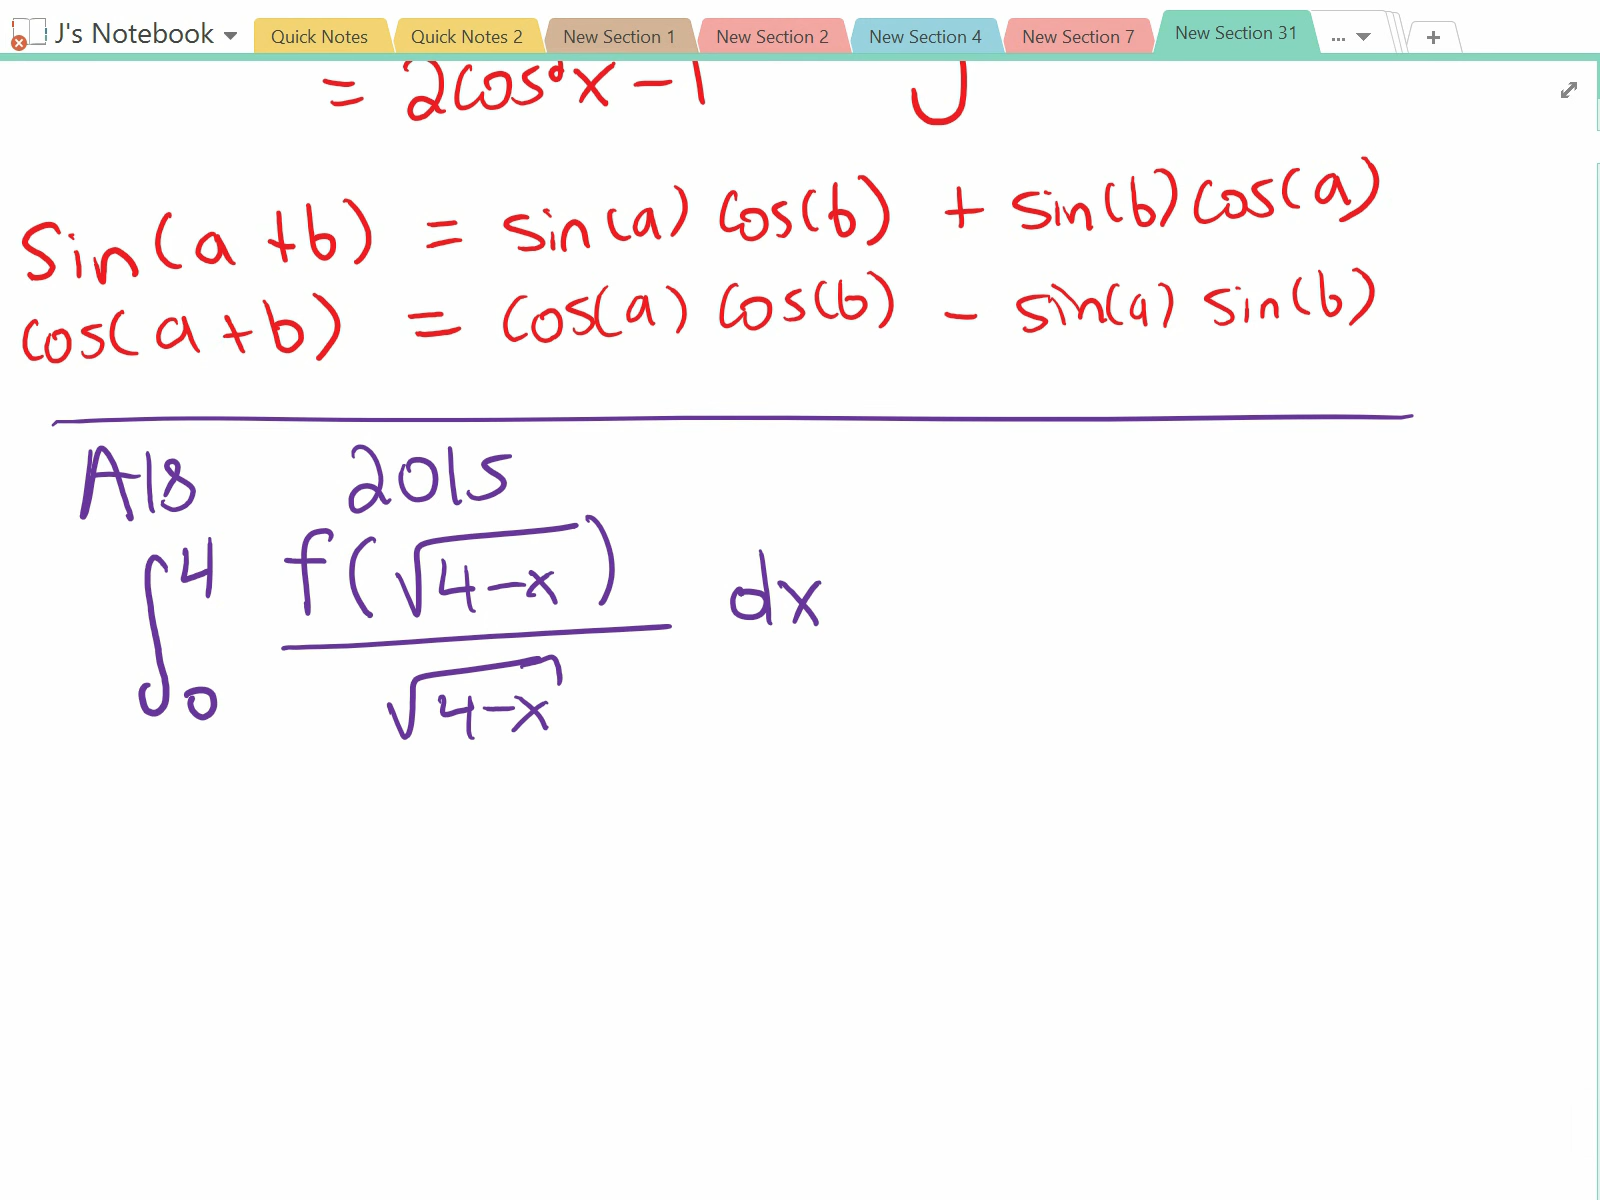 J's Notebook Quick Notes Quick Notes 2 New Section 1 New Section 2 New Section 4 New Section 7 New Section 31 ... +
= 2cos²x - 1
sin(a+b) = sin(a) cos(b) + sin(b) cos(a)
cos(a+b) = cos(a) cos(b) - sin(a) sin(b)
A18 2015
∫₀⁴ f(√(4-x)) / √(4-x) dx